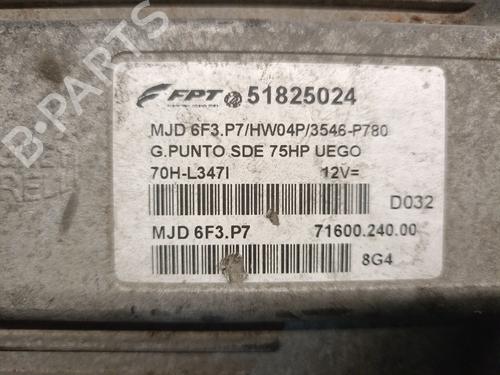 FPT 51825024
MJD 6F3.P7/HW04P/3546-P780
G.PUNTO SDE 75HP UEGO
70H-L347I 12V=
D032
MJD 6F3.P7 71600.240.00
8G4